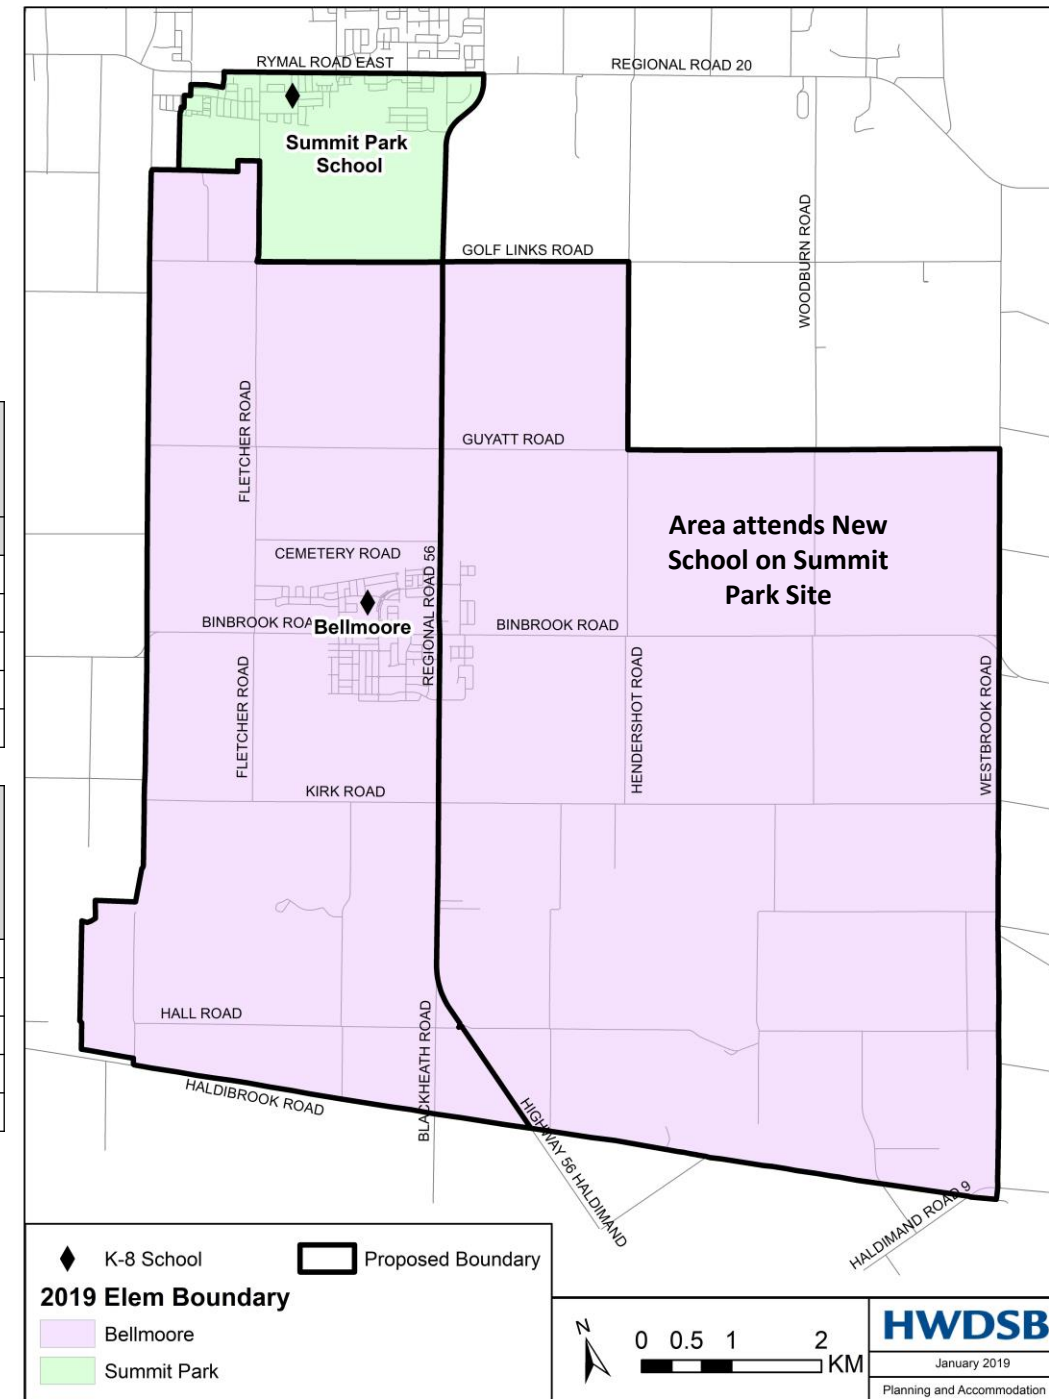 RYMAL ROAD EAST
REGIONAL ROAD 20
Summit Park
School
WOODBURN ROAD
GOLF LINKS ROAD
FLETCHER ROAD
GUYATT ROAD
Area attends New
School on Summit
Park Site
CEMETERY ROAD
REGIONAL ROAD 56
BINBROOK ROA
Bellmoore
BINBROOK ROAD
FLETCHER ROAD
HENDERSHOT ROAD
WESTBROOK ROAD
KIRK ROAD
HALL ROAD
BLACKHEATH ROAD
HALDIBROOK ROAD
HIGHWAY 56 HALDIMAND
HALDIMAND ROAD 9
K-8 School
Proposed Boundary
2019 Elem Boundary
Bellmoore
Summit Park
N
0 0.5 1 2
KM
HWDSB
January 2019
Planning and Accommodation